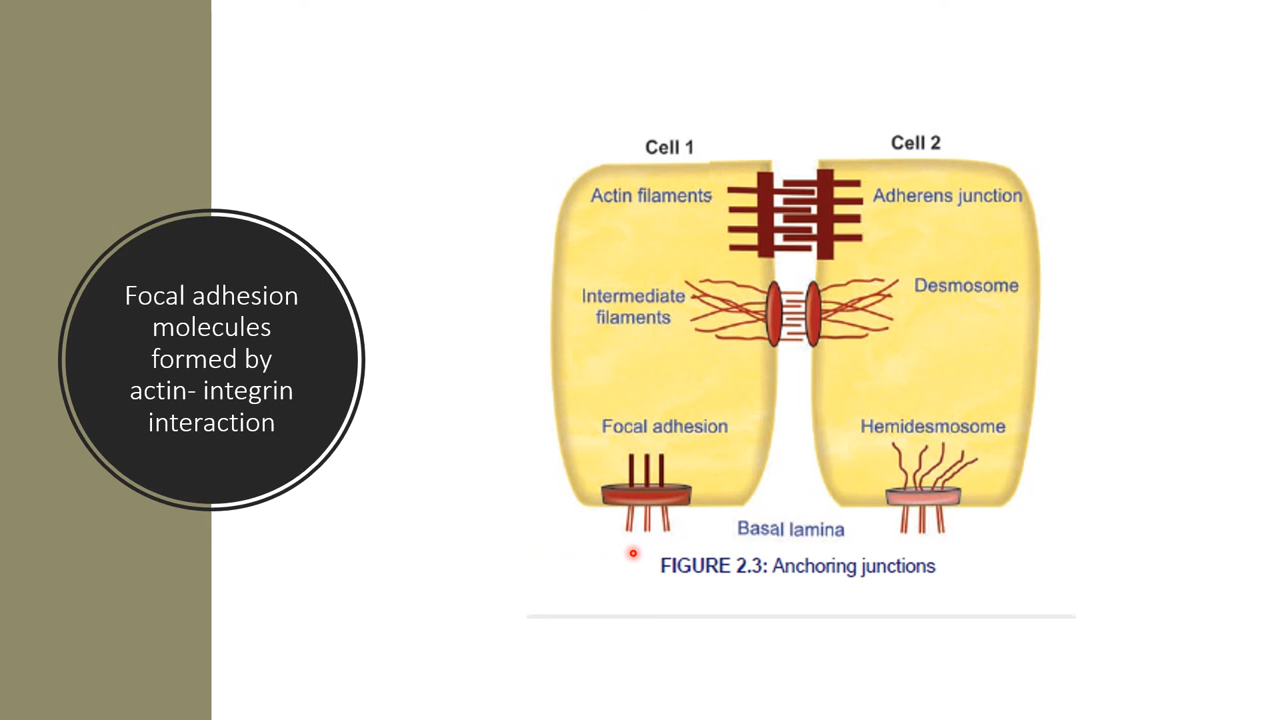 Focal adhesion
molecules
formed by
actin- integrin
interaction
Cell 1
Cell 2
Actin filaments
Adherens junction
Intermediate
filaments
Desmosome
Focal adhesion
Hemidesmosome
Basal lamina
FIGURE 2.3: Anchoring junctions